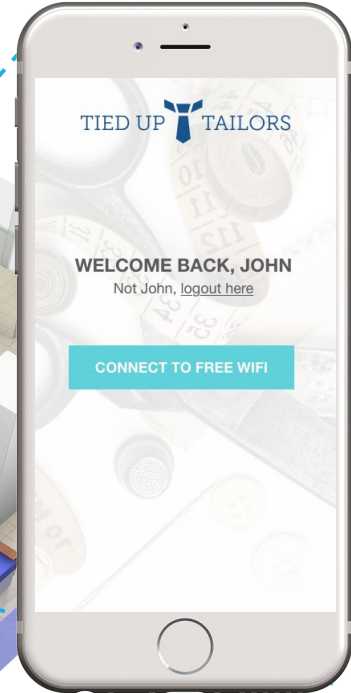 TIED UP TAILORS
WELCOME BACK, JOHN
Not John, logout here
CONNECT TO FREE WIFI